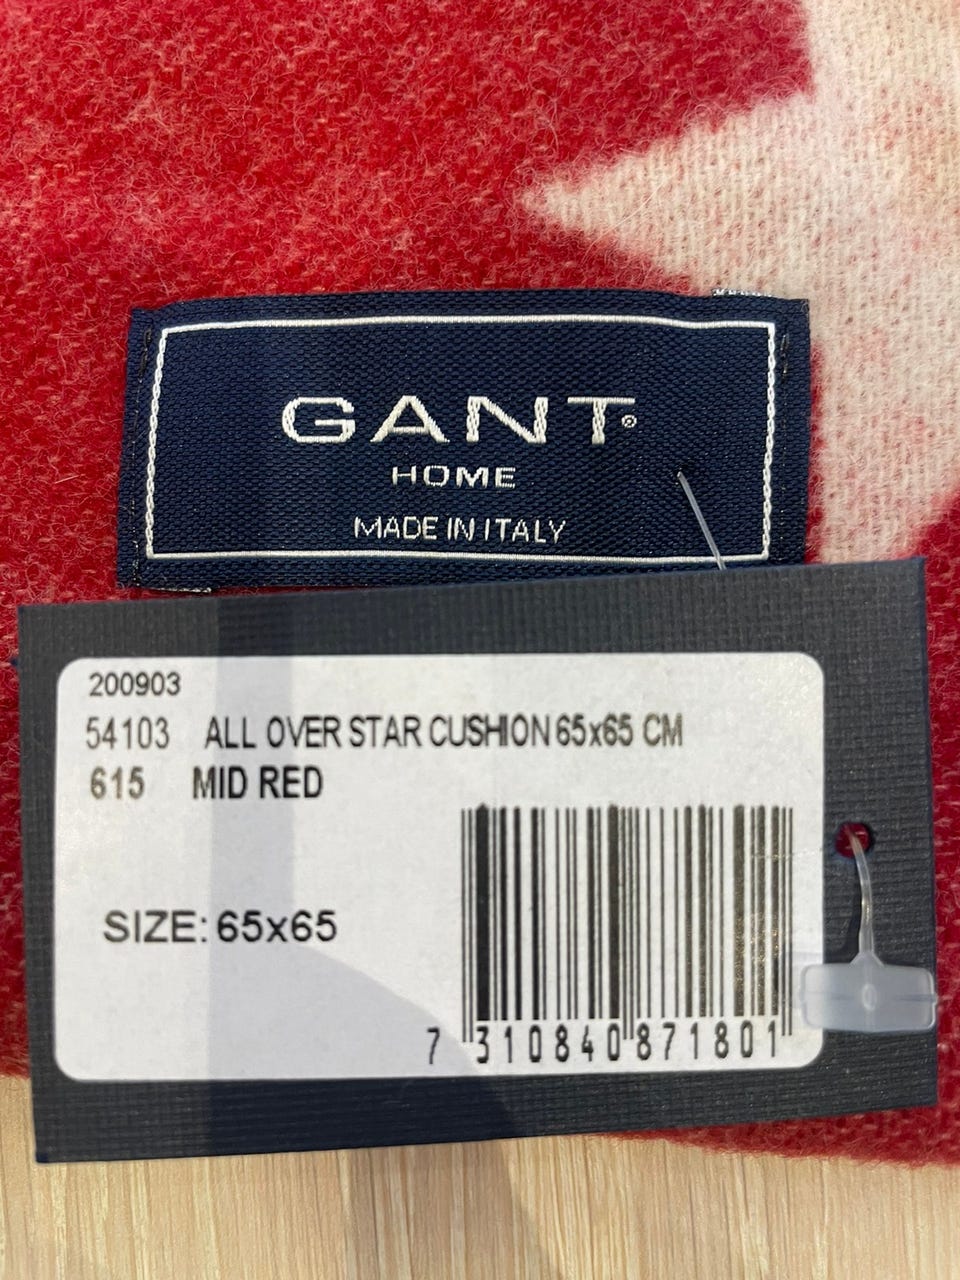 GANT®
HOME
MADE IN ITALY
200903
54103 ALL OVER STAR CUSHION 65x65 CM
615 MID RED
SIZE: 65x65
7 310840 871801